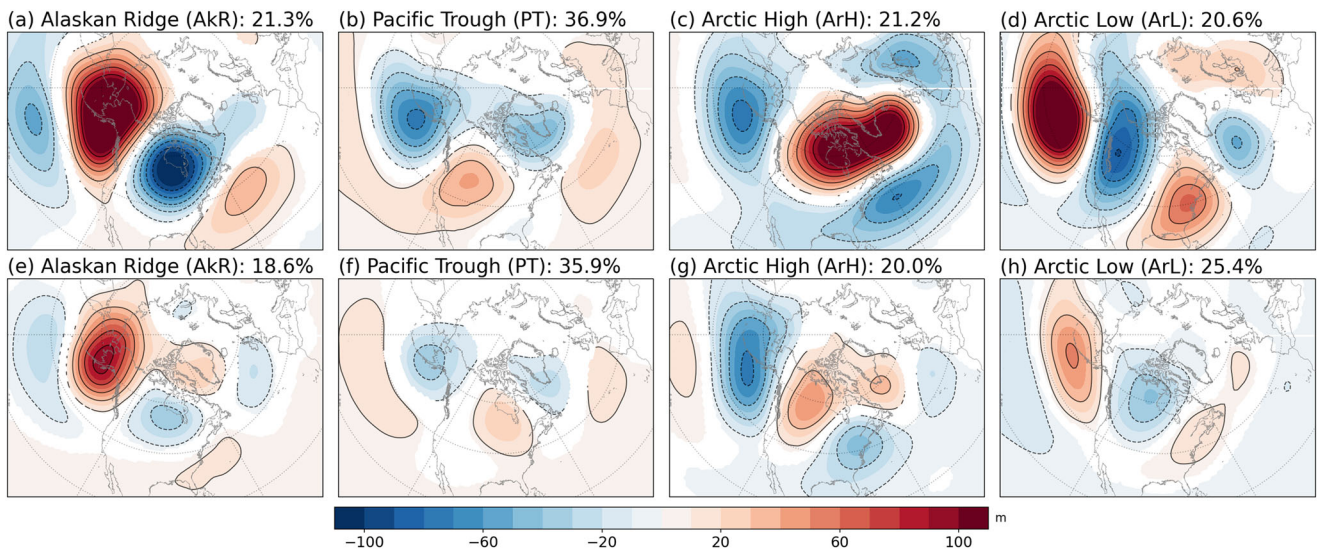 (a) Alaskan Ridge (AkR): 21.3%
(b) Pacific Trough (PT): 36.9%
(c) Arctic High (ArH): 21.2%
(d) Arctic Low (ArL): 20.6%
(e) Alaskan Ridge (AkR): 18.6%
(f) Pacific Trough (PT): 35.9%
(g) Arctic High (ArH): 20.0%
(h) Arctic Low (ArL): 25.4%
m
−100 −60 −20 20 60 100